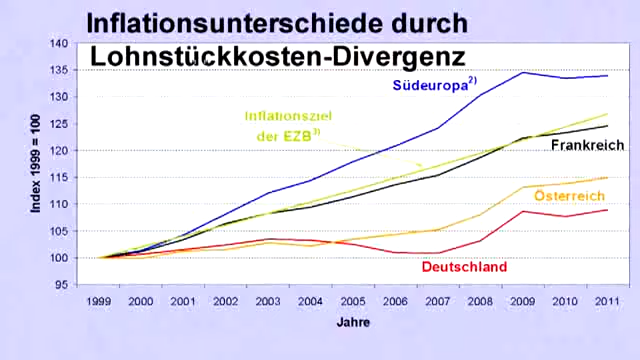 Inflationsunterschiede durch
Lohnstückkosten-Divergenz
140
135
130
125
120
115
110
105
100
95
Index 1999 = 100
Südeuropa2)
Inflationsziel
der EZB3)
Frankreich
Österreich
Deutschland
1999 2000 2001 2002 2003 2004 2005 2006 2007 2008 2009 2010 2011
Jahre